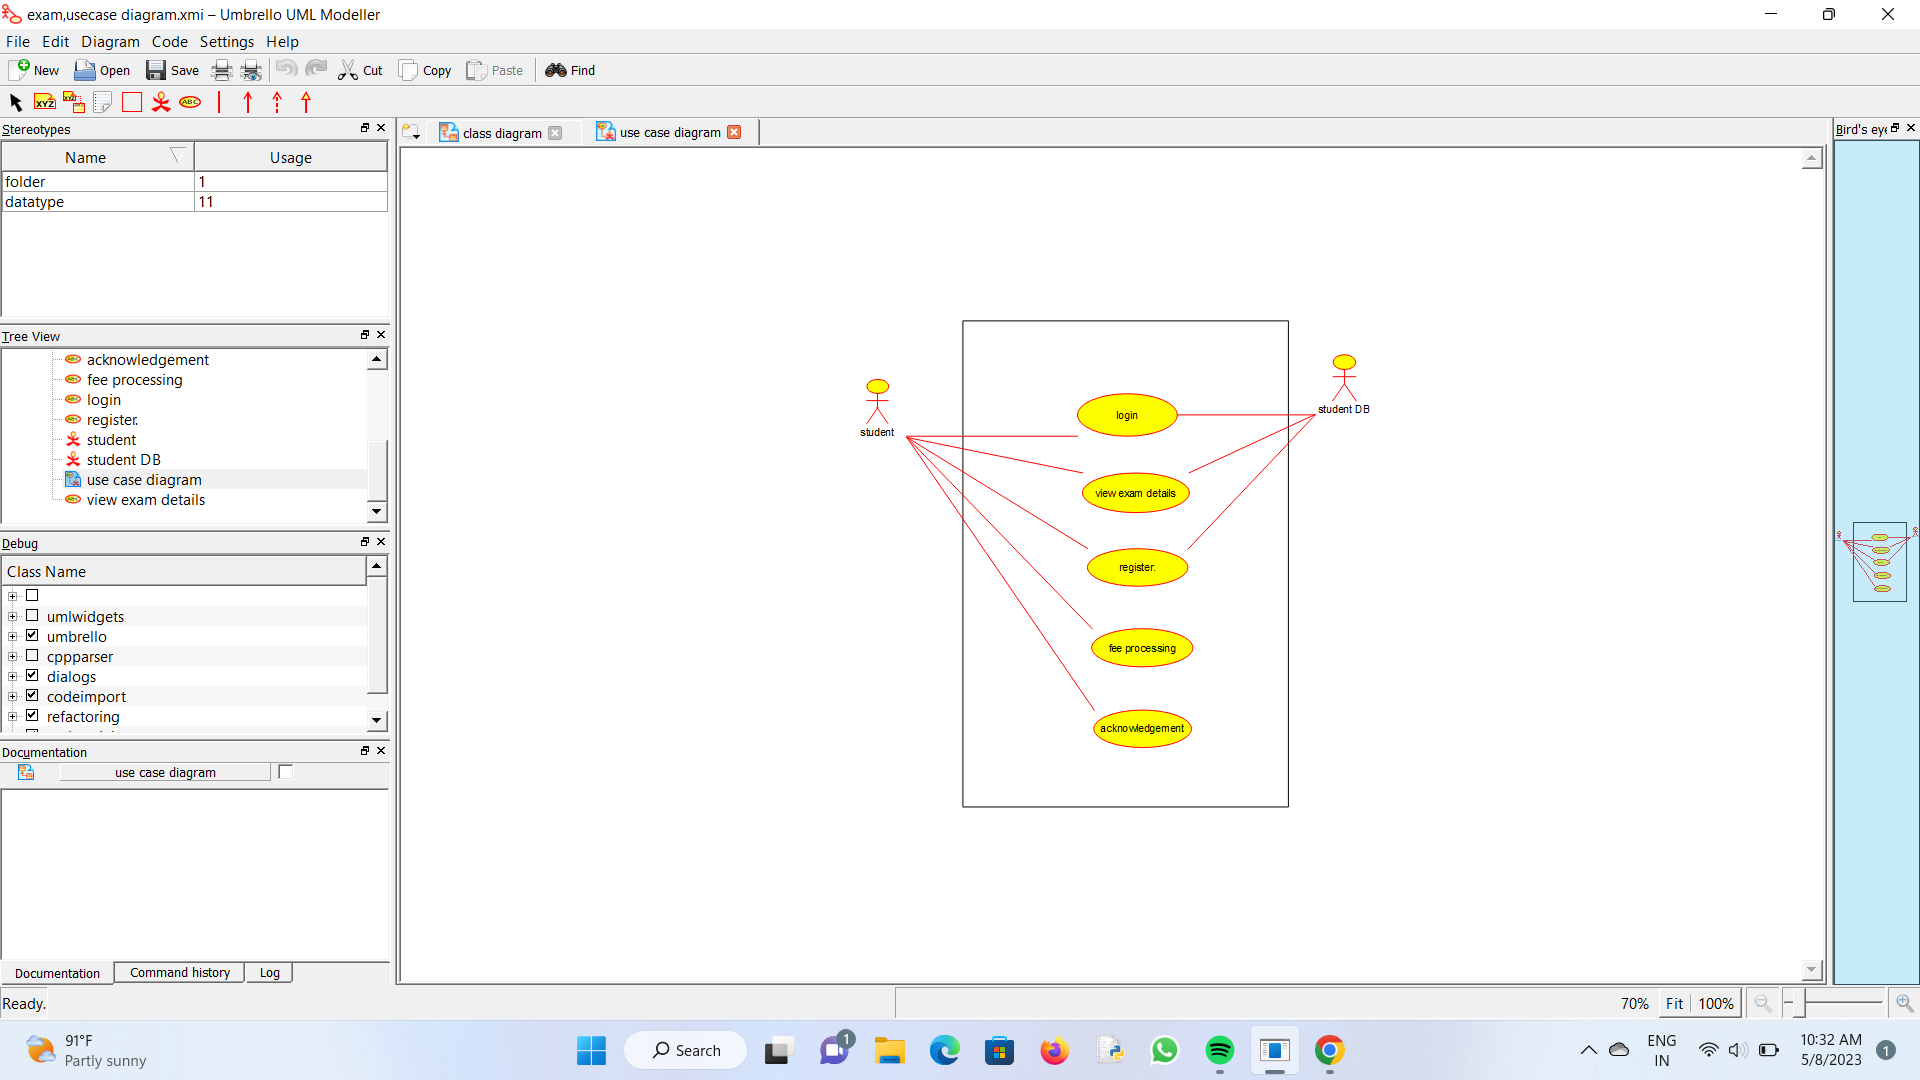 exam,usecase diagram.xmi – Umbrello UML Modeller
File Edit Diagram Code Settings Help
New Open Save Cut Copy Paste Find
XYZ ABC
Stereotypes
Name Usage
folder 1
datatype 11
Tree View
acknowledgement
fee processing
login
register.
student
student DB
use case diagram
view exam details
Debug
Class Name
umlwidgets
umbrello
cppparser
dialogs
codeimport
refactoring
Documentation
use case diagram
Documentation Command history Log
Ready.
class diagram use case diagram
student
student DB
login
view exam details
register.
fee processing
acknowledgement
Bird's eye
70% Fit 100%
91°F
Partly sunny
Search
1
ENG
IN
10:32 AM
5/8/2023
1